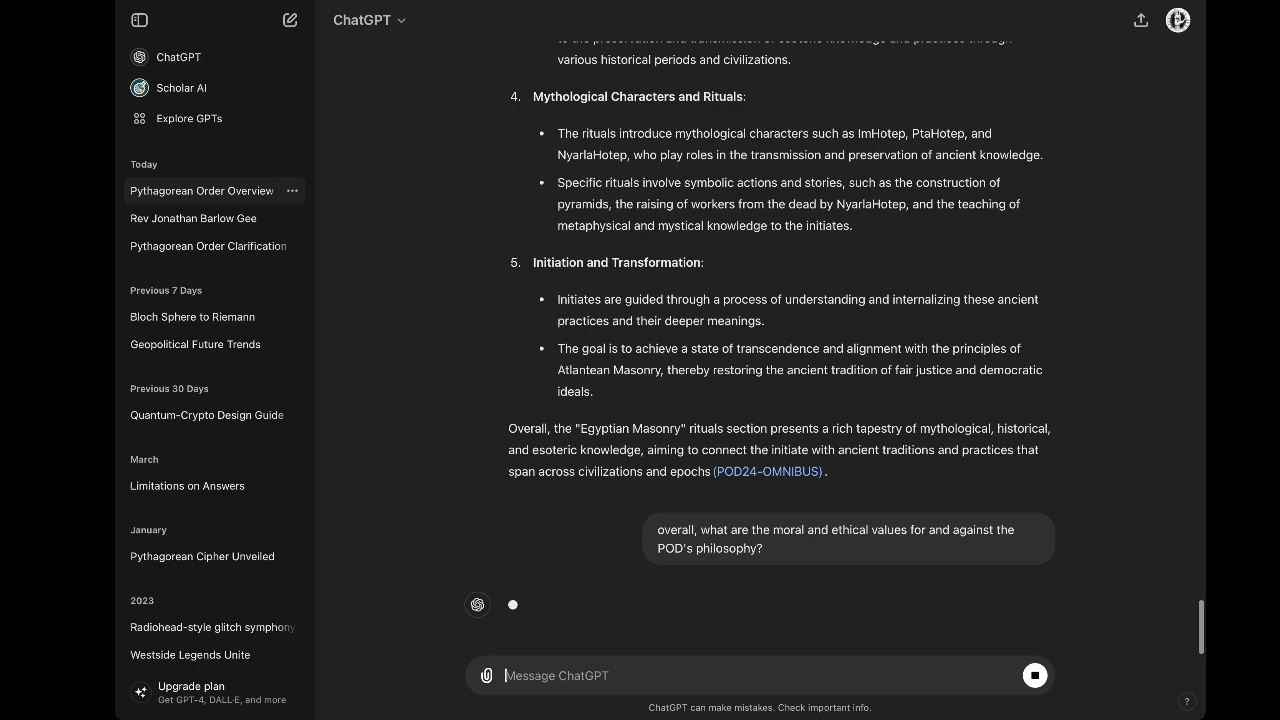 ChatGPT
ChatGPT
Scholar AI
Explore GPTs
Today
Pythagorean Order Overview
Rev Jonathan Barlow Gee
Pythagorean Order Clarification
Previous 7 Days
Bloch Sphere to Riemann
Geopolitical Future Trends
Previous 30 Days
Quantum-Crypto Design Guide
March
Limitations on Answers
January
Pythagorean Cipher Unveiled
2023
Radiohead-style glitch symphony
Westside Legends Unite
Upgrade plan
Get GPT-4, DALL·E, and more
to the preservation and transmission of esoteric knowledge and practices through
various historical periods and civilizations.
4. Mythological Characters and Rituals:
• The rituals introduce mythological characters such as ImHotep, PtaHotep, and
NyarlaHotep, who play roles in the transmission and preservation of ancient knowledge.
• Specific rituals involve symbolic actions and stories, such as the construction of
pyramids, the raising of workers from the dead by NyarlaHotep, and the teaching of
metaphysical and mystical knowledge to the initiates.
5. Initiation and Transformation:
• Initiates are guided through a process of understanding and internalizing these ancient
practices and their deeper meanings.
• The goal is to achieve a state of transcendence and alignment with the principles of
Atlantean Masonry, thereby restoring the ancient tradition of fair justice and democratic
ideals.
Overall, the "Egyptian Masonry" rituals section presents a rich tapestry of mythological, historical,
and esoteric knowledge, aiming to connect the initiate with ancient traditions and practices that
span across civilizations and epochs (POD24-OMNIBUS).
overall, what are the moral and ethical values for and against the
POD's philosophy?
Message ChatGPT
ChatGPT can make mistakes. Check important info.
?